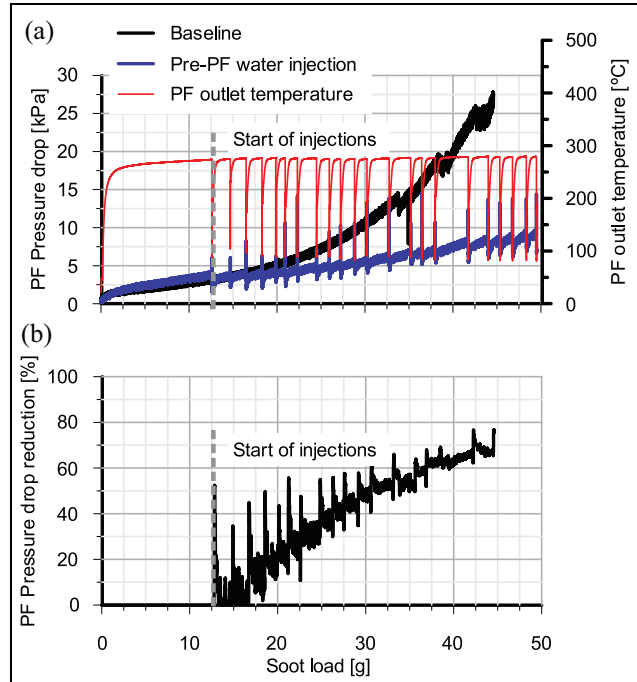 (a)
Baseline
Pre-PF water injection
PF outlet temperature
PF Pressure drop [kPa]
30
25
20
15
10
5
0
Start of injections
500
400
300
200
100
0
PF outlet temperature [ºC]
(b)
PF Pressure drop reduction [%]
100
80
60
40
20
0
Start of injections
0 10 20 30 40 50
Soot load [g]